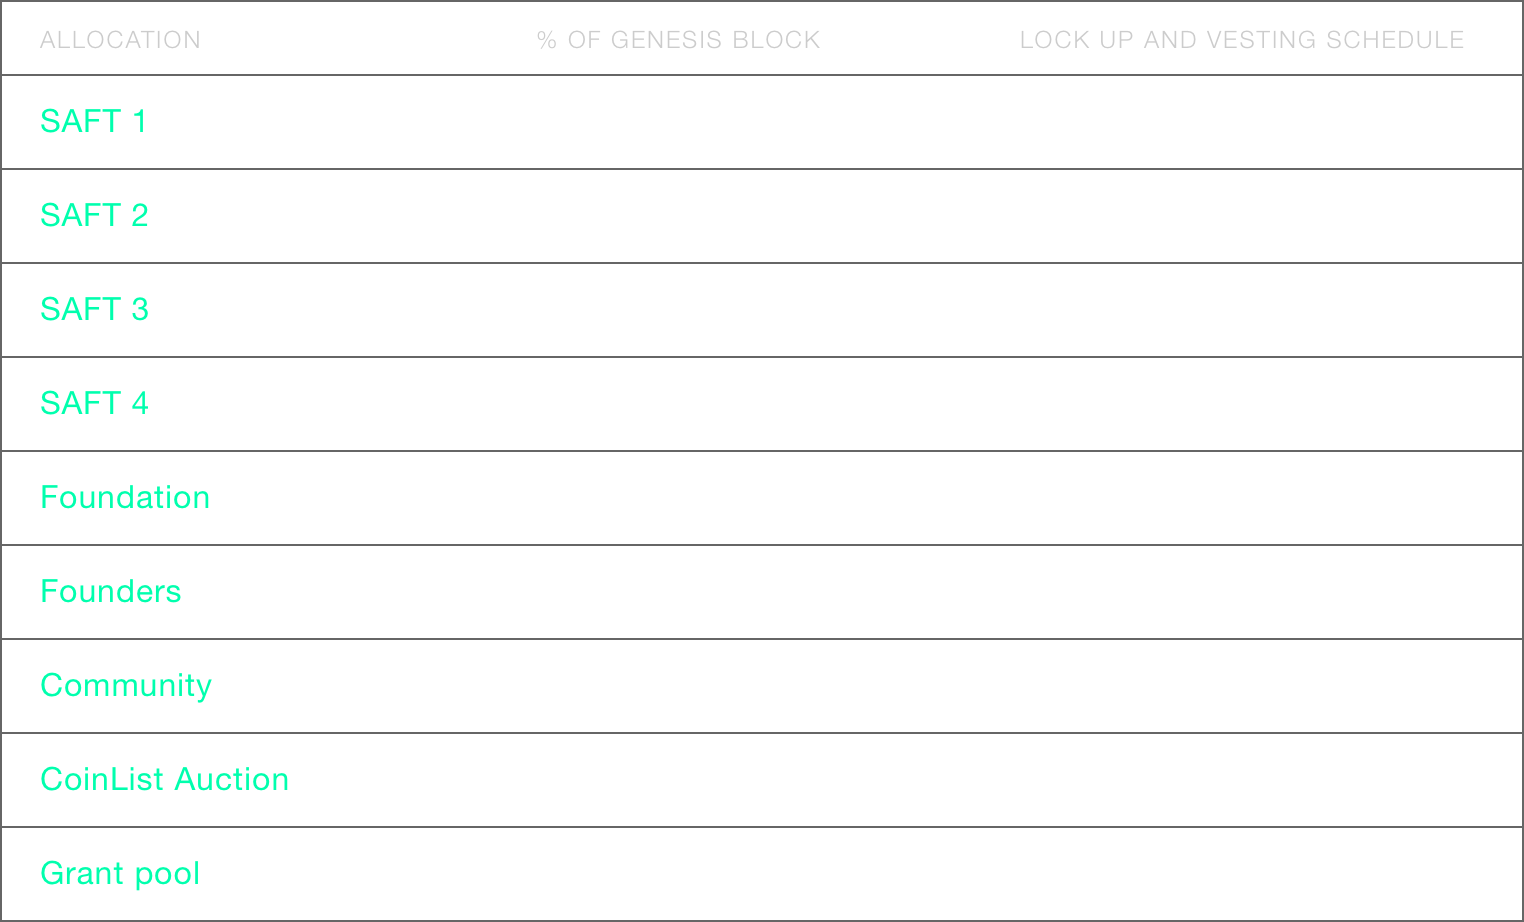 ALLOCATION % OF GENESIS BLOCK LOCK UP AND VESTING SCHEDULE
SAFT 1
SAFT 2
SAFT 3
SAFT 4
Foundation
Founders
Community
CoinList Auction
Grant pool